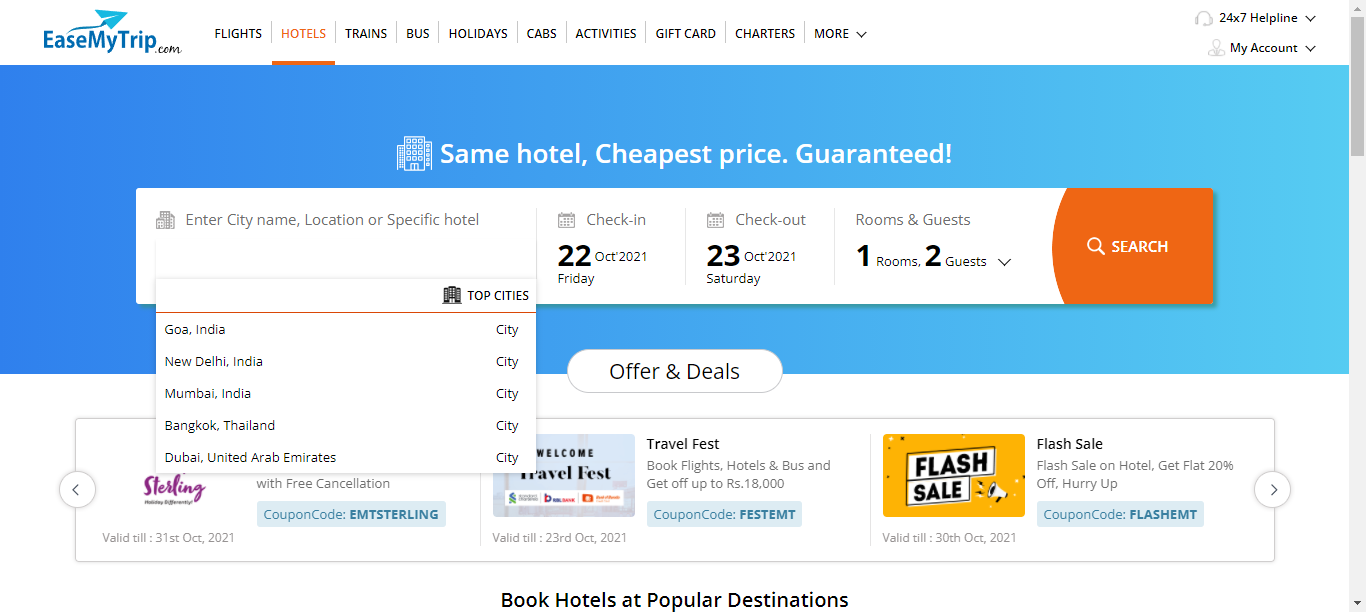 EaseMyTrip.com
FLIGHTS HOTELS TRAINS BUS HOLIDAYS CABS ACTIVITIES GIFT CARD CHARTERS MORE
24x7 Helpline
My Account
Same hotel, Cheapest price. Guaranteed!
Enter City name, Location or Specific hotel
Check-in
22 Oct'2021
Friday
Check-out
23 Oct'2021
Saturday
Rooms & Guests
1 Rooms, 2 Guests
SEARCH
TOP CITIES
Goa, India City
New Delhi, India City
Mumbai, India City
Bangkok, Thailand City
Dubai, United Arab Emirates City
Offer & Deals
Sterling
Holiday Differently!
with Free Cancellation
CouponCode: EMTSTERLING
Valid till : 31st Oct, 2021
WELCOME
Travel Fest
Travel Fest
Book Flights, Hotels & Bus and
Get off up to Rs.18,000
CouponCode: FESTEMT
Valid till : 23rd Oct, 2021
FLASH
SALE
Flash Sale
Flash Sale on Hotel, Get Flat 20%
Off, Hurry Up
CouponCode: FLASHEMT
Valid till : 30th Oct, 2021
Book Hotels at Popular Destinations